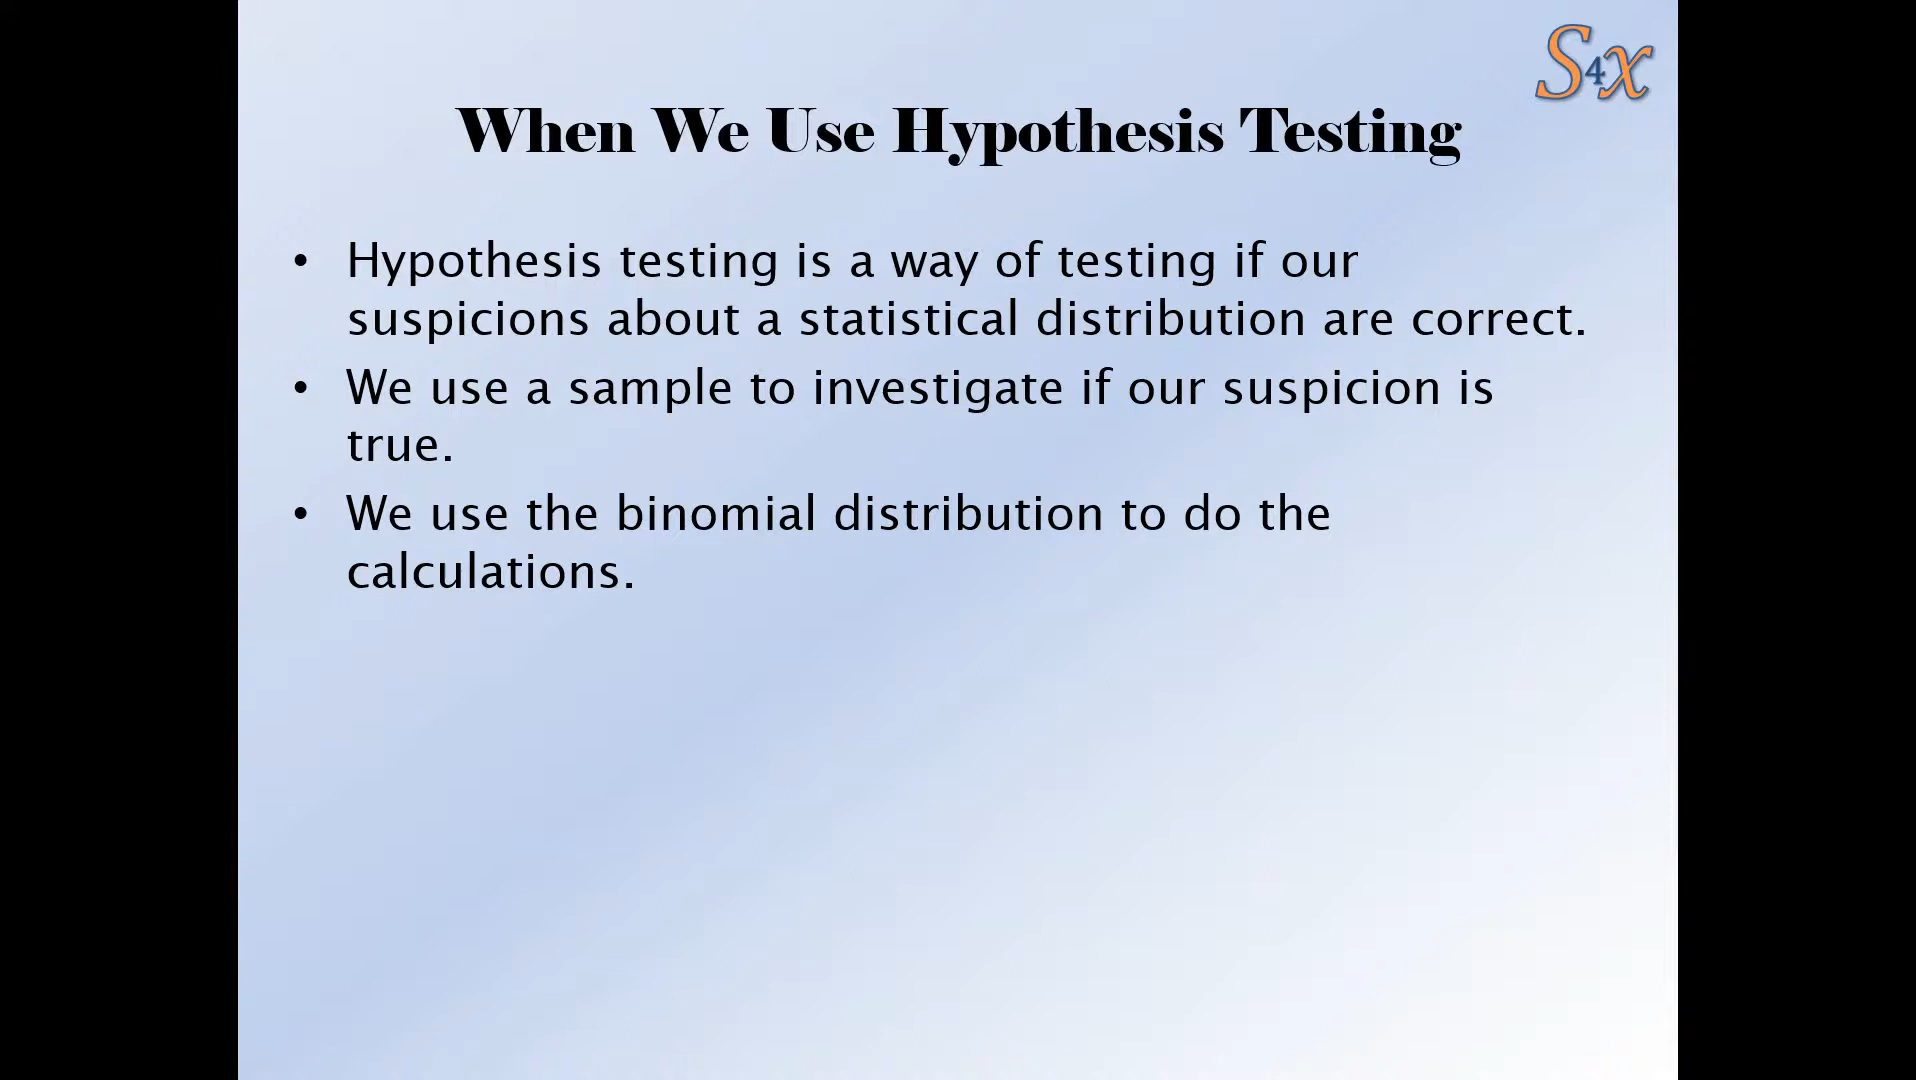 S4x
When We Use Hypothesis Testing
• Hypothesis testing is a way of testing if our
suspicions about a statistical distribution are correct.
• We use a sample to investigate if our suspicion is
true.
• We use the binomial distribution to do the
calculations.